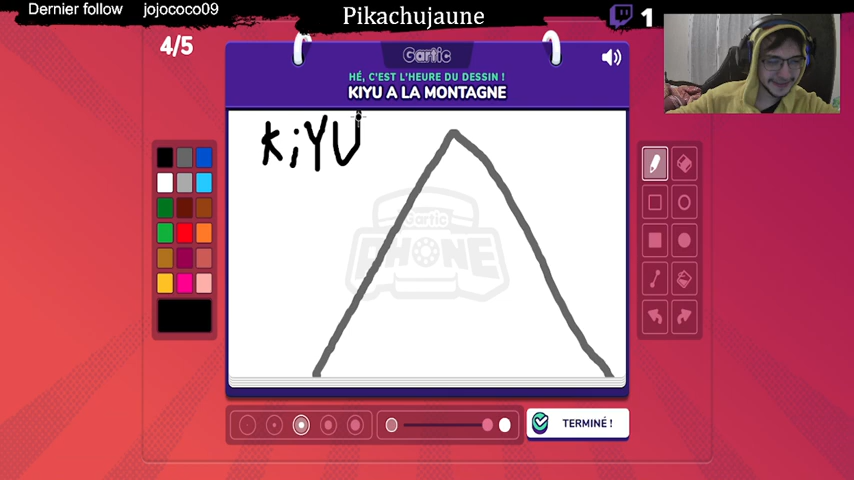 Dernier follow jojococo09
Pikachujaune
1
4/5
Gartic
HÉ, C'EST L'HEURE DU DESSIN !
KIYU A LA MONTAGNE
KiYU
Gartic
PHONE
TERMINÉ !